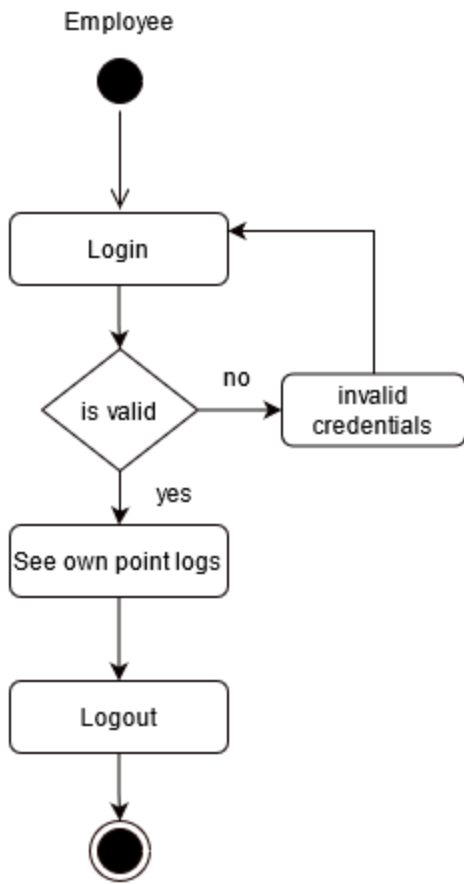 Employee
Login
is valid
no
invalid
credentials
yes
See own point logs
Logout